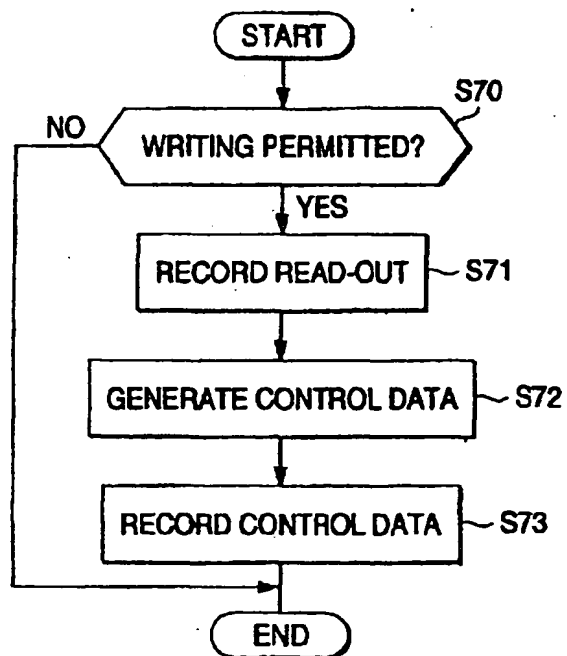 START
S70
NO
WRITING PERMITTED?
YES
RECORD READ-OUT
S71
GENERATE CONTROL DATA
S72
RECORD CONTROL DATA
S73
END